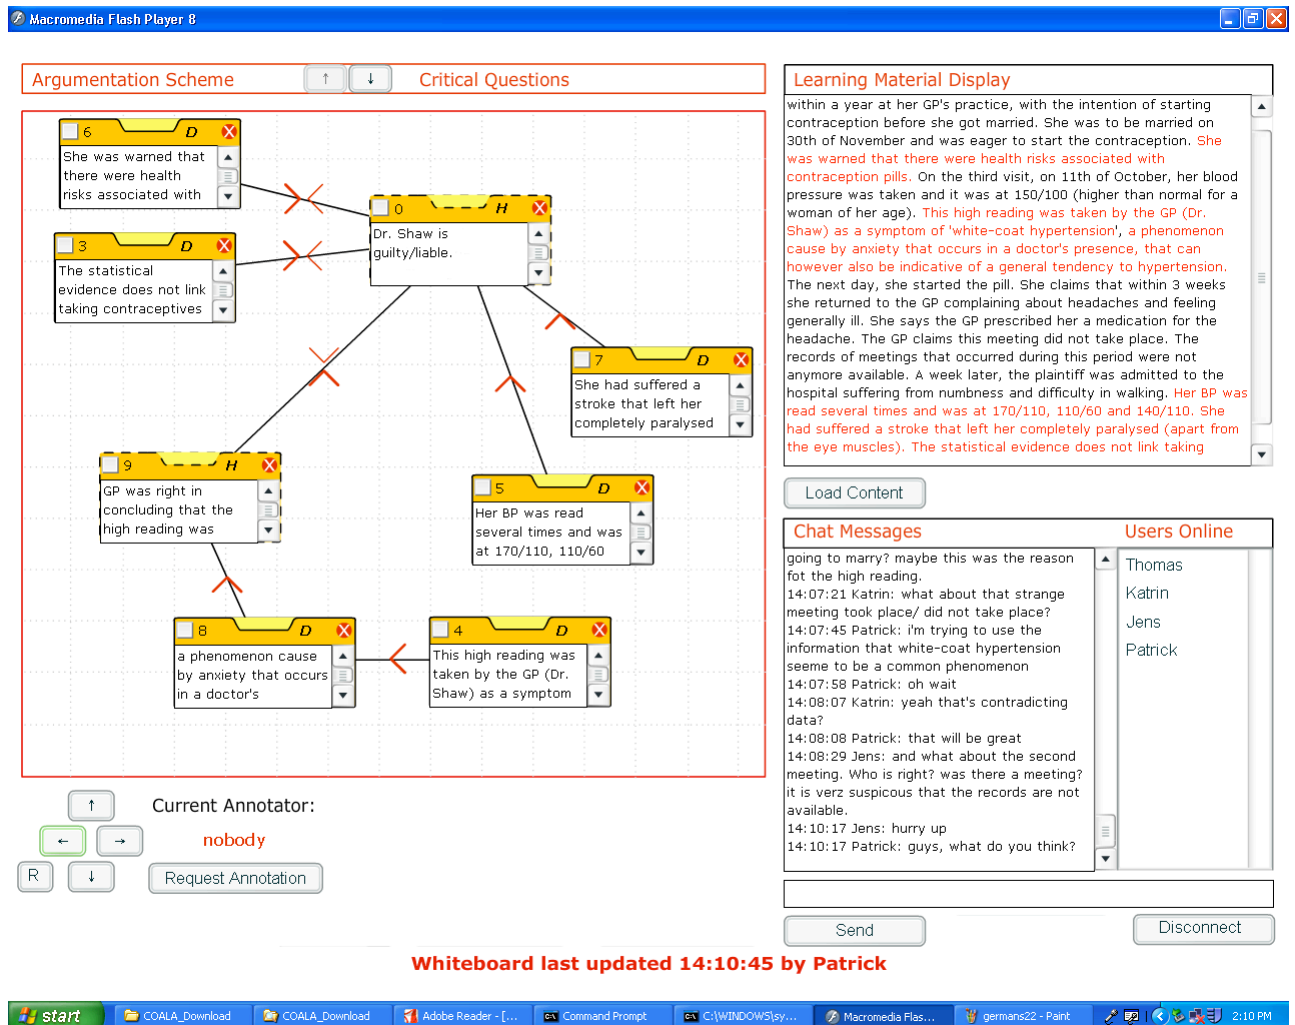 Macromedia Flash Player 8
Argumentation Scheme ↑ ↓ Critical Questions
6 D
She was warned that
there were health
risks associated with
0 H
Dr. Shaw is
guilty/liable.
3 D
The statistical
evidence does not link
taking contraceptives
7 D
She had suffered a
stroke that left her
completely paralysed
9 H
GP was right in
concluding that the
high reading was
5 D
Her BP was read
several times and was
at 170/110, 110/60
8 D
a phenomenon cause
by anxiety that occurs
in a doctor's
4 D
This high reading was
taken by the GP (Dr.
Shaw) as a symptom
↑
← →
R ↓
Current Annotator:
nobody
Request Annotation
Learning Material Display
within a year at her GP's practice, with the intention of starting
contraception before she got married. She was to be married on
30th of November and was eager to start the contraception. She
was warned that there were health risks associated with
contraception pills. On the third visit, on 11th of October, her blood
pressure was taken and it was at 150/100 (higher than normal for a
woman of her age). This high reading was taken by the GP (Dr.
Shaw) as a symptom of 'white-coat hypertension', a phenomenon
cause by anxiety that occurs in a doctor's presence, that can
however also be indicative of a general tendency to hypertension.
The next day, she started the pill. She claims that within 3 weeks
she returned to the GP complaining about headaches and feeling
generally ill. She says the GP prescribed her a medication for the
headache. The GP claims this meeting did not take place. The
records of meetings that occurred during this period were not
anymore available. A week later, the plaintiff was admitted to the
hospital suffering from numbness and difficulty in walking. Her BP was
read several times and was at 170/110, 110/60 and 140/110. She
had suffered a stroke that left her completely paralysed (apart from
the eye muscles). The statistical evidence does not link taking
Load Content
Chat Messages
going to marry? maybe this was the reason
fot the high reading.
14:07:21 Katrin: what about that strange
meeting took place/ did not take place?
14:07:45 Patrick: i'm trying to use the
information that white-coat hypertension
seeme to be a common phenomenon
14:07:58 Patrick: oh wait
14:08:07 Katrin: yeah that's contradicting
data?
14:08:08 Patrick: that will be great
14:08:29 Jens: and what about the second
meeting. Who is right? was there a meeting?
it is verz suspicous that the records are not
available.
14:10:17 Jens: hurry up
14:10:17 Patrick: guys, what do you think?
Users Online
Thomas
Katrin
Jens
Patrick
Send
Disconnect
Whiteboard last updated 14:10:45 by Patrick
start COALA_Download COALA_Download Adobe Reader - [... Command Prompt C:\WINDOWS\sy... Macromedia Flas... germans22 - Paint 2:10 PM